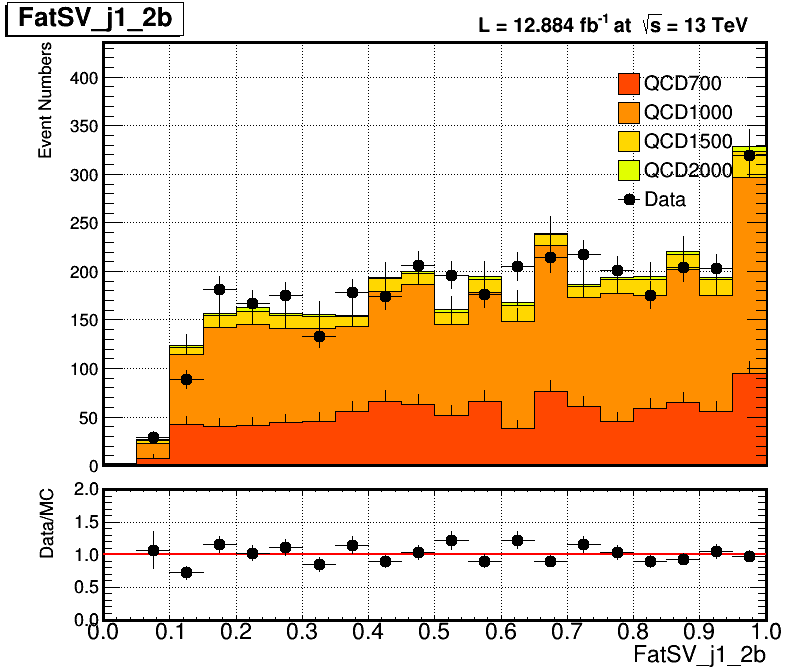 FatSV_j1_2b
L = 12.884 fb⁻¹ at √s = 13 TeV
Event Numbers
400
350
300
250
200
150
100
50
0
QCD700
QCD1000
QCD1500
QCD2000
Data
Data/MC
2.0
1.5
1.0
0.5
0.0
0.0 0.1 0.2 0.3 0.4 0.5 0.6 0.7 0.8 0.9 1.0
FatSV_j1_2b